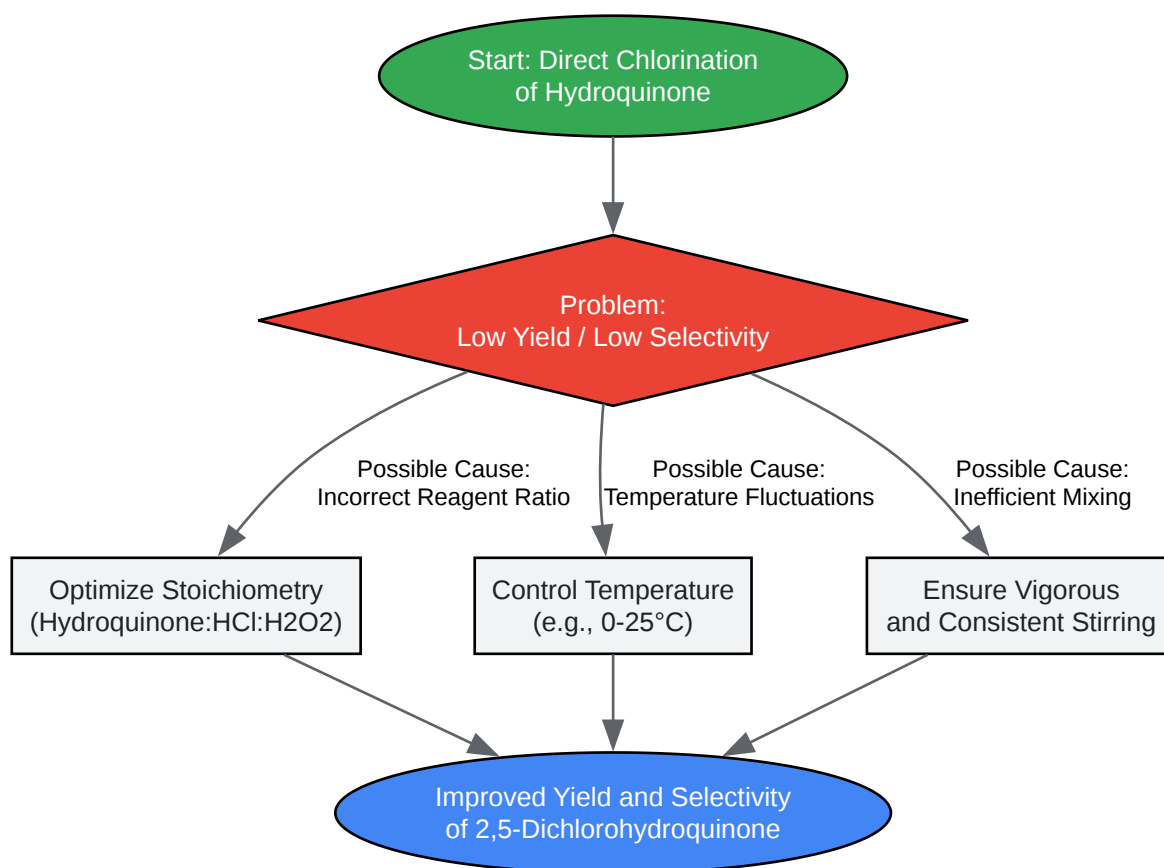 Start: Direct Chlorination
of Hydroquinone
Problem:
Low Yield / Low Selectivity
Possible Cause:
Incorrect Reagent Ratio
Possible Cause:
Temperature Fluctuations
Possible Cause:
Inefficient Mixing
Optimize Stoichiometry
(Hydroquinone:HCl:H2O2)
Control Temperature
(e.g., 0-25°C)
Ensure Vigorous
and Consistent Stirring
Improved Yield and Selectivity
of 2,5-Dichlorohydroquinone